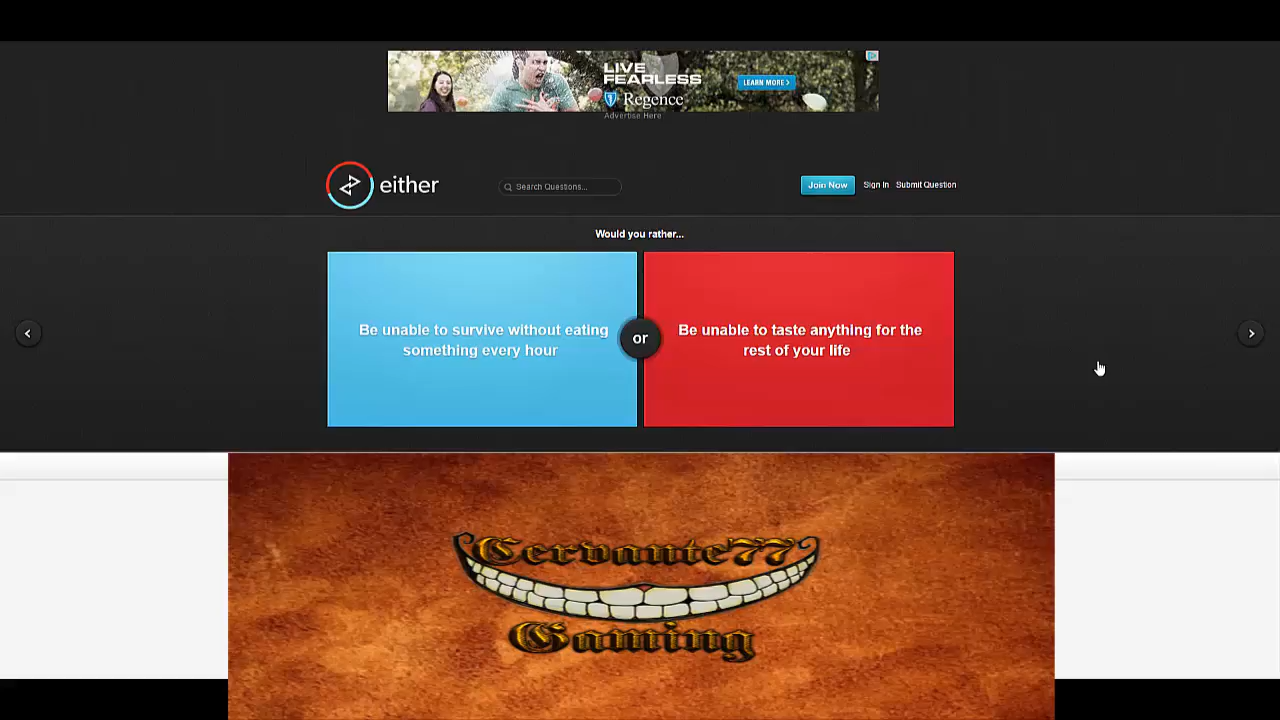 LIVE
FEARLESS
Regence
LEARN MORE >
Advertise Here
either
Search Questions...
Join Now
Sign In
Submit Question
Would you rather...
Be unable to survive without eating
something every hour
or
Be unable to taste anything for the
rest of your life
Cervante77
Gaming